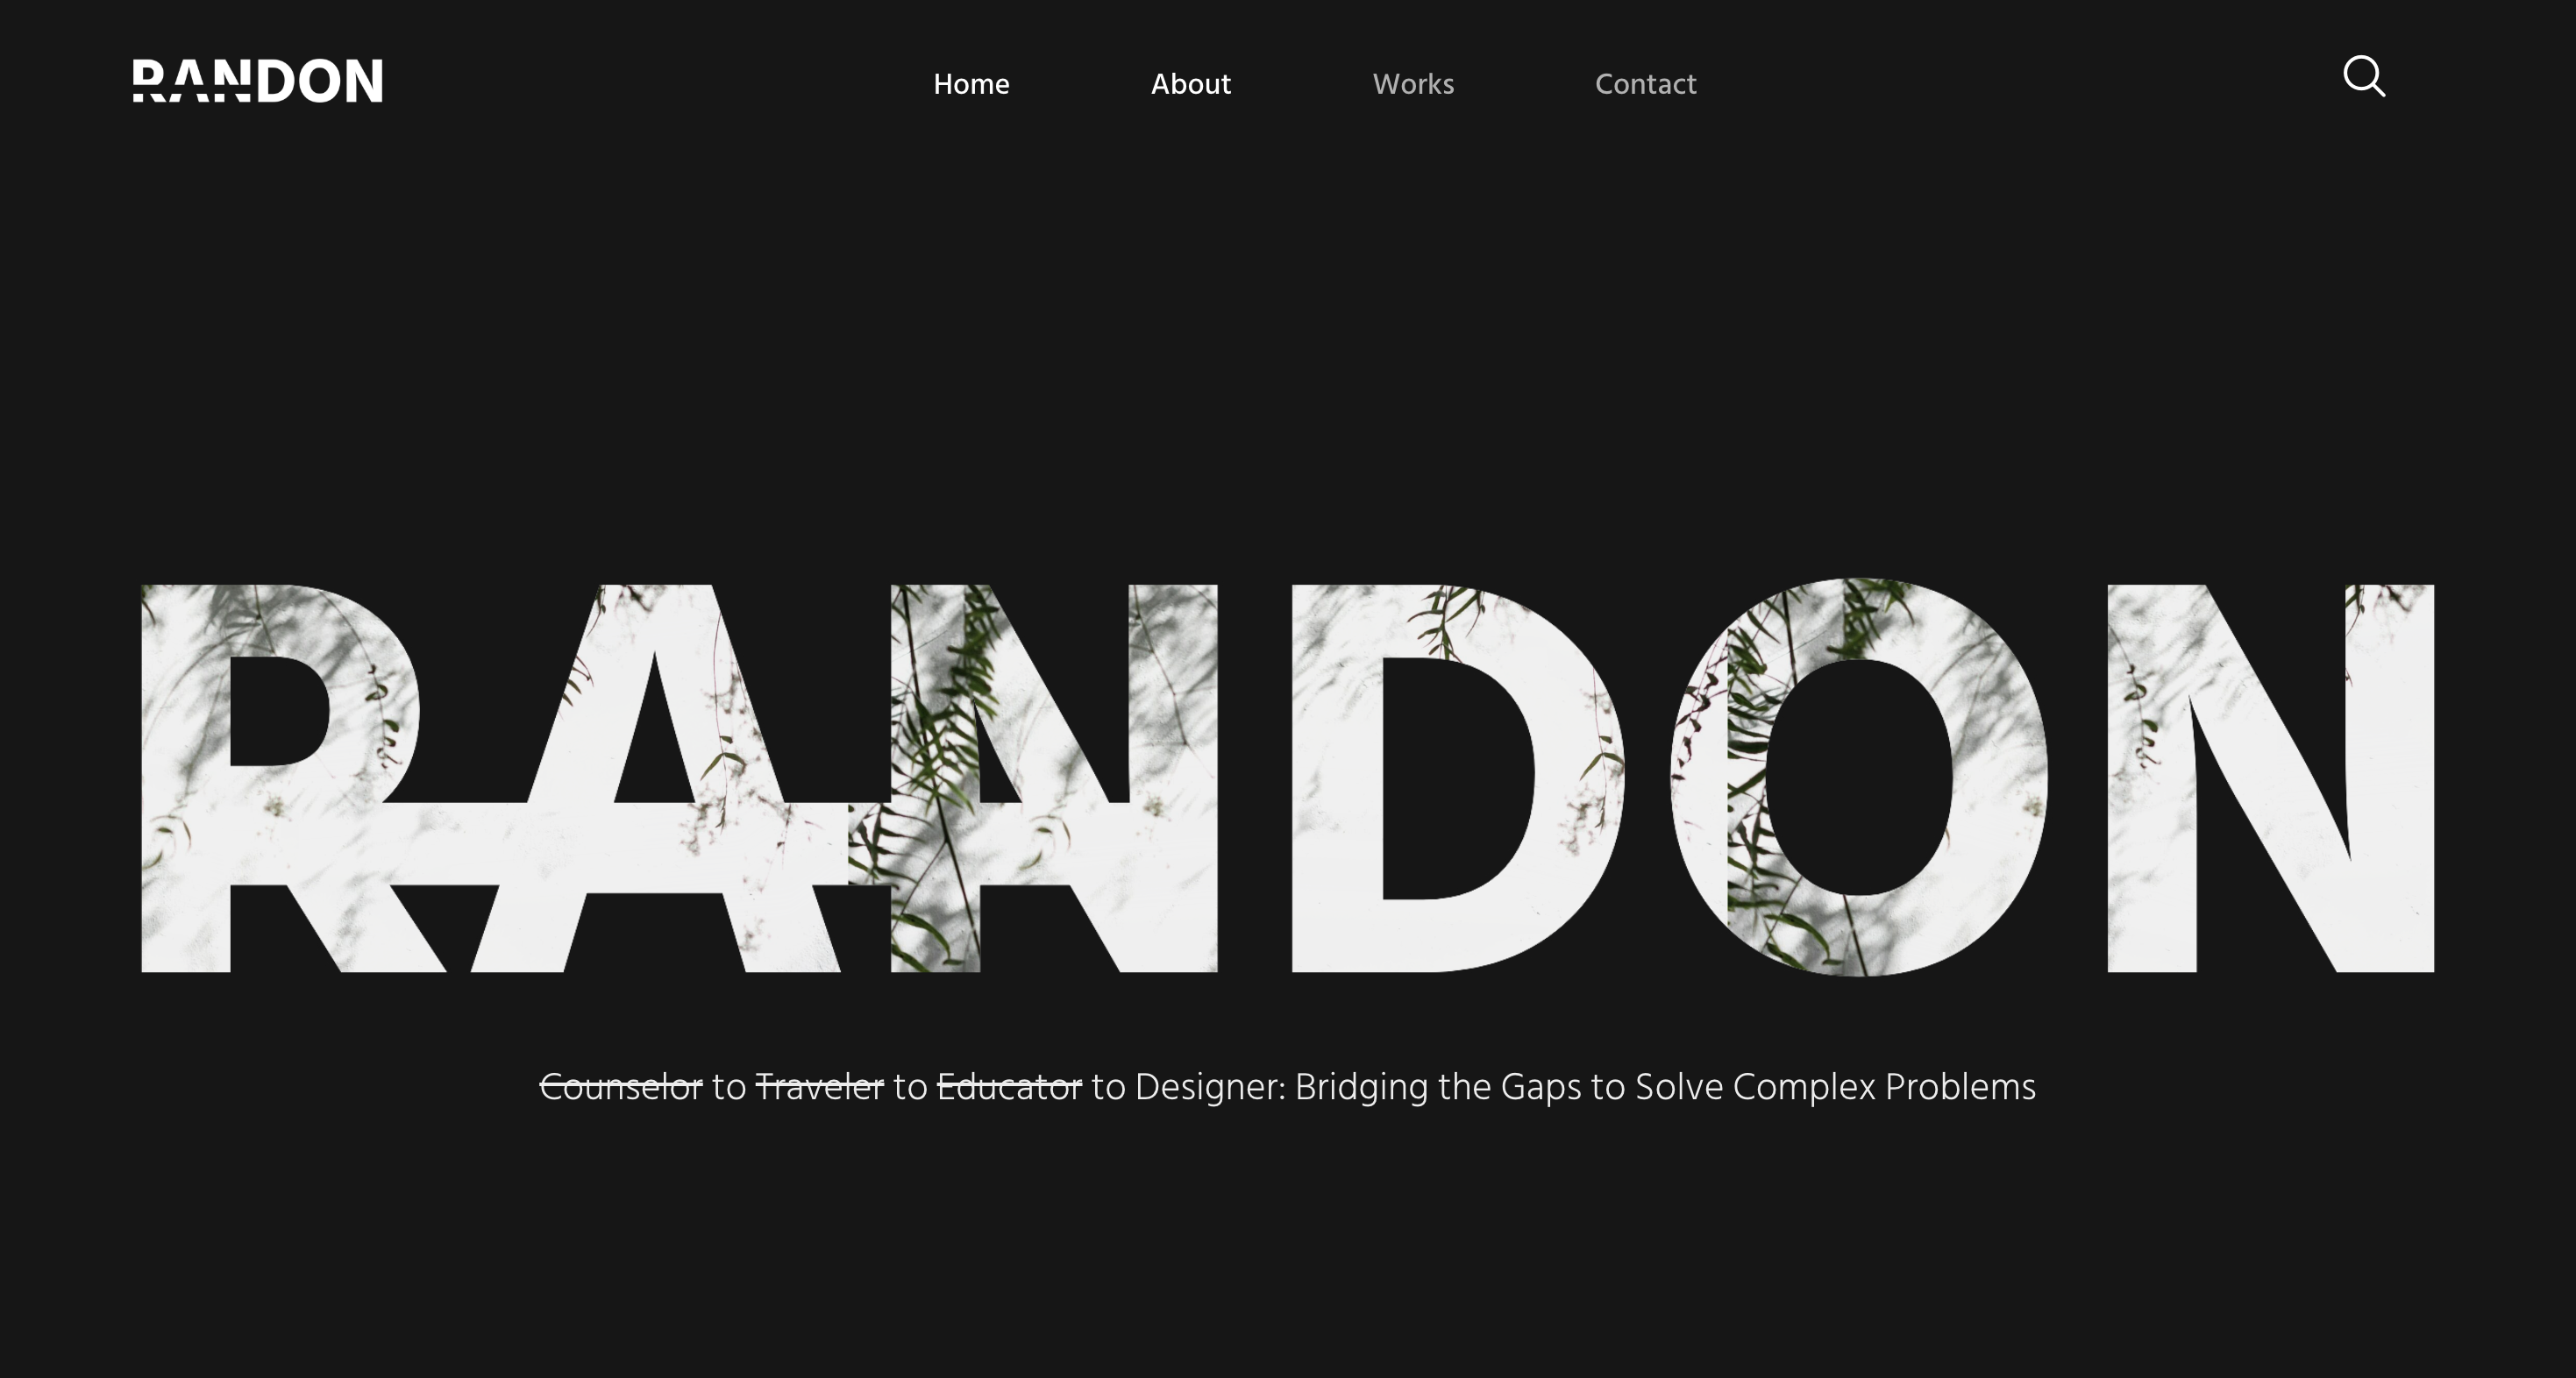 RANDON
Home About Works Contact
RANDON
Counselor to Traveler to Educator to Designer: Bridging the Gaps to Solve Complex Problems